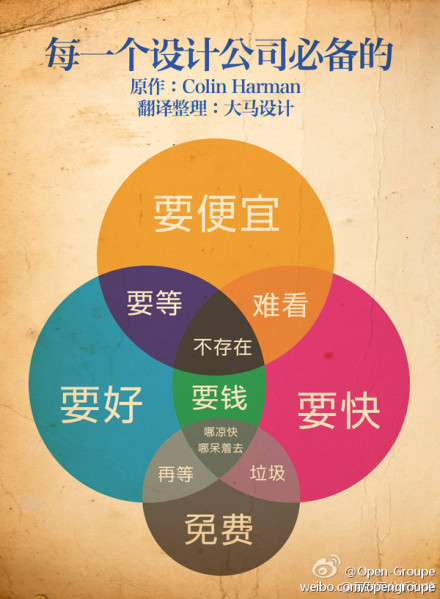 每一个设计公司必备的
原作：Colin Harman
翻译整理：大马设计
要便宜
要等
难看
不存在
要好
要钱
要快
哪凉快
哪呆着去
再等
垃圾
免费
@Open-Groupe
weibo.com/opengroupe